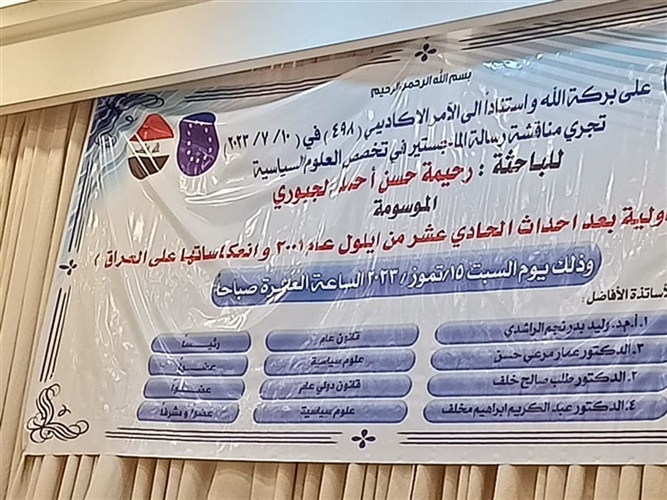 بسم الله الرحمن الرحيم
على بركة الله واستناداً الى الأمر الاكاديمي (٤٩٨) في (١٠ / ٧ / ٢٠٢٣
تجري مناقشة رسالة الماجستير في تخصص العلوم السياسية
للباحثة : رحيمة حسن أحمد لجبوري
الموسومة
ولية بعد احداث الحادي عشر من ايلول عام ٢٠٠١ وانعكاساتها على العراق )
وذلك يوم السبت ١٥/تموز/ ٢٠٢٣ الساعة العاشرة صباحاً
لأساتذة الأفاضل :
١. أ.م.د. وليد بدر نجم الراشدي قانون عام رئيساً
٣. الدكتور عمار مرعي حسن علوم سياسية عضواً
٢. الدكتور طلب صالح خلف قانون دولي عام عضواً
٤. الدكتور عبد الكريم ابراهيم مخلف علوم سياسية عضواً ومشرفاً